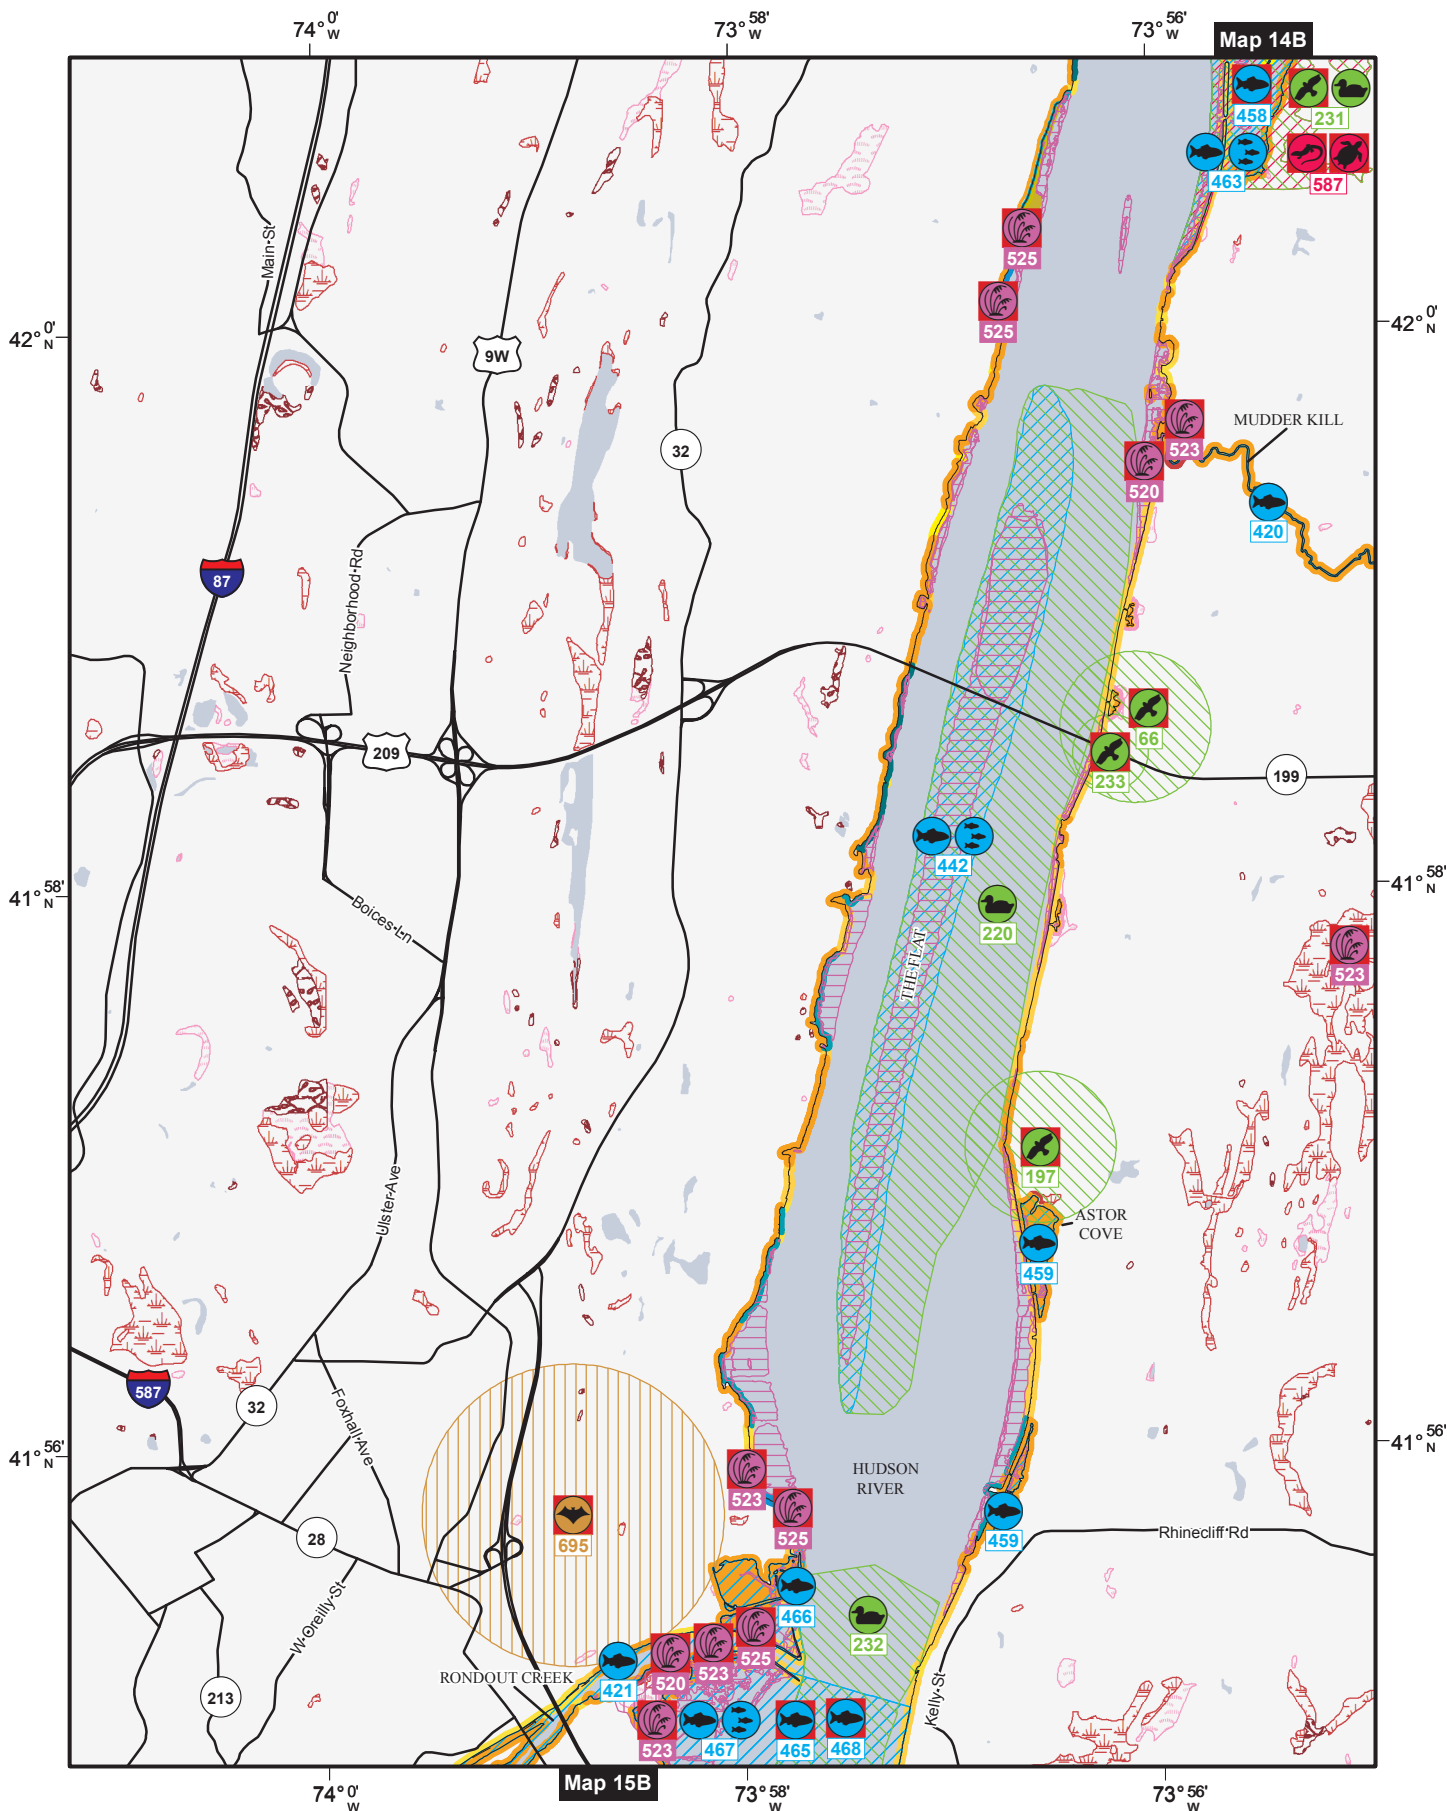 74° 0' W
73° 58' W
73° 56' W
Map 14B
458
231
463
587
Main St
525
525
42° 0' N
42° 0' N
9W
32
MUDDER KILL
523
520
420
87
Neighborhood Rd
66
209
233
199
442
41° 58' N
41° 58' N
Boices Ln
220
THE FLAT
523
197
Ulster Ave
ASTOR
COVE
459
587
32
Foxhall Ave
41° 56' N
41° 56' N
523
HUDSON
RIVER
525
695
459
28
Rhinecliff Rd
W Oreilly St
466
232
525
523
520
RONDOUT CREEK
421
213
Kelly St
523
467
465
468
Map 15B
74° 0' W
73° 58' W
73° 56' W